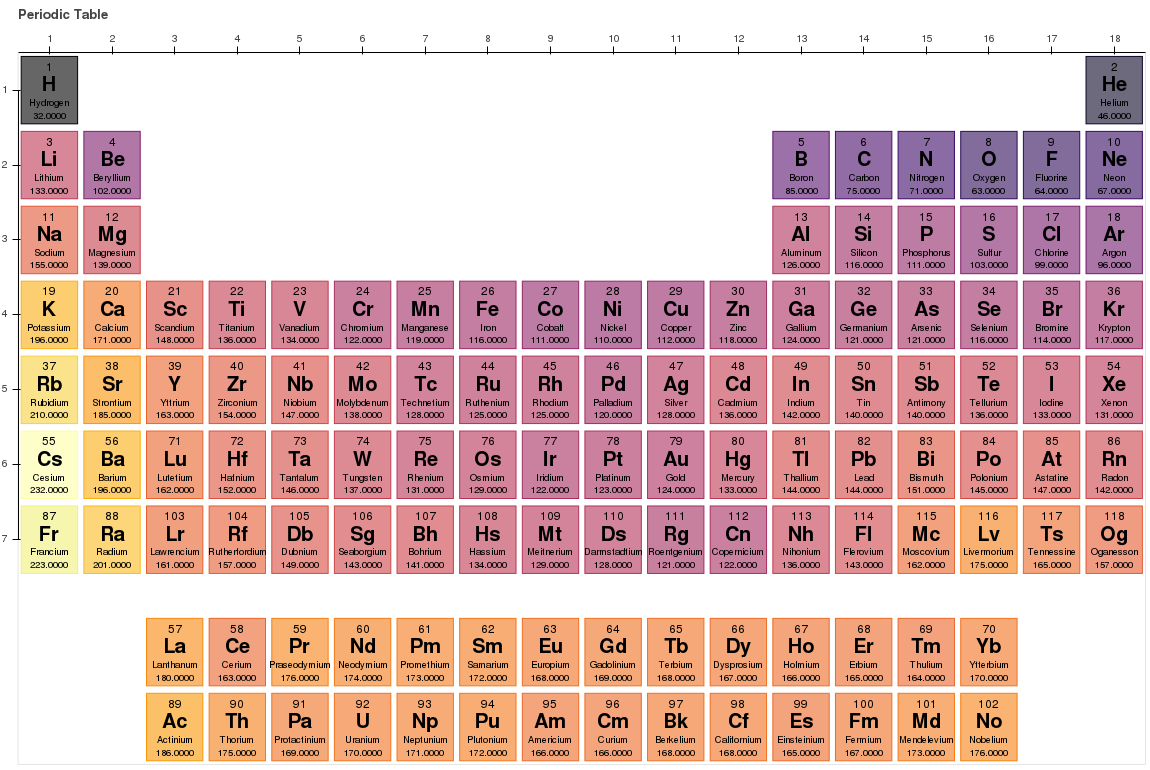 Periodic Table
1 2 3 4 5 6 7 8 9 10 11 12 13 14 15 16 17 18
1 2
1 H He
Hydrogen Helium
32.0000 46.0000
3 4 5 6 7 8 9 10
2 Li Be B C N O F Ne
Lithium Beryllium Boron Carbon Nitrogen Oxygen Fluorine Neon
133.0000 102.0000 85.0000 75.0000 71.0000 63.0000 64.0000 67.0000
11 12 13 14 15 16 17 18
3 Na Mg Al Si P S Cl Ar
Sodium Magnesium Aluminum Silicon Phosphorus Sulfur Chlorine Argon
155.0000 139.0000 126.0000 116.0000 111.0000 103.0000 99.0000 96.0000
19 20 21 22 23 24 25 26 27 28 29 30 31 32 33 34 35 36
4 K Ca Sc Ti V Cr Mn Fe Co Ni Cu Zn Ga Ge As Se Br Kr
Potassium Calcium Scandium Titanium Vanadium Chromium Manganese Iron Cobalt Nickel Copper Zinc Gallium Germanium Arsenic Selenium Bromine Krypton
196.0000 171.0000 148.0000 136.0000 134.0000 122.0000 119.0000 116.0000 111.0000 110.0000 112.0000 118.0000 124.0000 121.0000 121.0000 116.0000 114.0000 117.0000
37 38 39 40 41 42 43 44 45 46 47 48 49 50 51 52 53 54
5 Rb Sr Y Zr Nb Mo Tc Ru Rh Pd Ag Cd In Sn Sb Te I Xe
Rubidium Strontium Yttrium Zirconium Niobium Molybdenum Technetium Ruthenium Rhodium Palladium Silver Cadmium Indium Tin Antimony Tellurium Iodine Xenon
210.0000 185.0000 163.0000 154.0000 147.0000 138.0000 128.0000 125.0000 125.0000 120.0000 128.0000 136.0000 142.0000 140.0000 140.0000 136.0000 133.0000 131.0000
55 56 71 72 73 74 75 76 77 78 79 80 81 82 83 84 85 86
6 Cs Ba Lu Hf Ta W Re Os Ir Pt Au Hg Tl Pb Bi Po At Rn
Cesium Barium Lutetium Hafnium Tantalum Tungsten Rhenium Osmium Iridium Platinum Gold Mercury Thallium Lead Bismuth Polonium Astatine Radon
232.0000 196.0000 162.0000 152.0000 146.0000 137.0000 131.0000 129.0000 122.0000 123.0000 124.0000 133.0000 144.0000 144.0000 151.0000 145.0000 147.0000 142.0000
87 88 103 104 105 106 107 108 109 110 111 112 113 114 115 116 117 118
7 Fr Ra Lr Rf Db Sg Bh Hs Mt Ds Rg Cn Nh Fl Mc Lv Ts Og
Francium Radium Lawrencium Rutherfordium Dubnium Seaborgium Bohrium Hassium Meitnerium Darmstadtium Roentgenium Copernicium Nihonium Flerovium Moscovium Livermorium Tennessine Oganesson
223.0000 201.0000 161.0000 157.0000 149.0000 143.0000 141.0000 134.0000 129.0000 128.0000 121.0000 122.0000 136.0000 143.0000 162.0000 175.0000 165.0000 157.0000
57 58 59 60 61 62 63 64 65 66 67 68 69 70
La Ce Pr Nd Pm Sm Eu Gd Tb Dy Ho Er Tm Yb
Lanthanum Cerium Praseodymium Neodymium Promethium Samarium Europium Gadolinium Terbium Dysprosium Holmium Erbium Thulium Ytterbium
180.0000 163.0000 176.0000 174.0000 173.0000 172.0000 168.0000 169.0000 168.0000 167.0000 166.0000 165.0000 164.0000 170.0000
89 90 91 92 93 94 95 96 97 98 99 100 101 102
Ac Th Pa U Np Pu Am Cm Bk Cf Es Fm Md No
Actinium Thorium Protactinium Uranium Neptunium Plutonium Americium Curium Berkelium Californium Einsteinium Fermium Mendelevium Nobelium
186.0000 175.0000 169.0000 170.0000 171.0000 172.0000 166.0000 166.0000 168.0000 168.0000 165.0000 167.0000 173.0000 176.0000